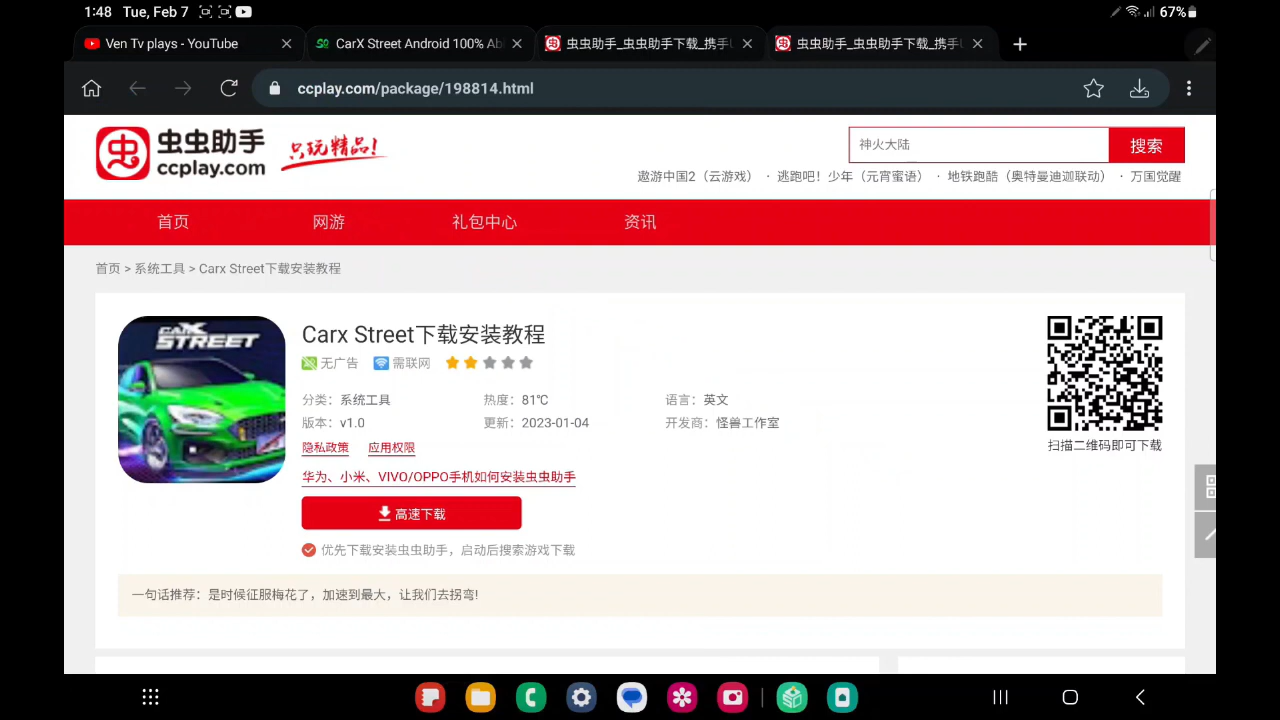 1:48 Tue, Feb 7
67%
Ven Tv plays - YouTube
CarX Street Android 100% Ab
虫虫助手_虫虫助手下载_携手
虫虫助手_虫虫助手下载_携手
ccplay.com/package/198814.html
虫虫助手
ccplay.com
只玩精品!
神火大陆
搜索
遨游中国2（云游戏） · 逃跑吧！少年（元宵蜜语） · 地铁跑酷（奥特曼迪迦联动） · 万国觉醒
首页 网游 礼包中心 资讯
首页 > 系统工具 > Carx Street下载安装教程
CARX
STREET
Carx Street下载安装教程
无广告 需联网
分类：系统工具 热度：81℃ 语言：英文
版本：v1.0 更新：2023-01-04 开发商：怪兽工作室
隐私政策 应用权限
华为、小米、VIVO/OPPO手机如何安装虫虫助手
高速下载
优先下载安装虫虫助手，启动后搜索游戏下载
扫描二维码即可下载
一句话推荐：是时候征服梅花了，加速到最大，让我们去拐弯!